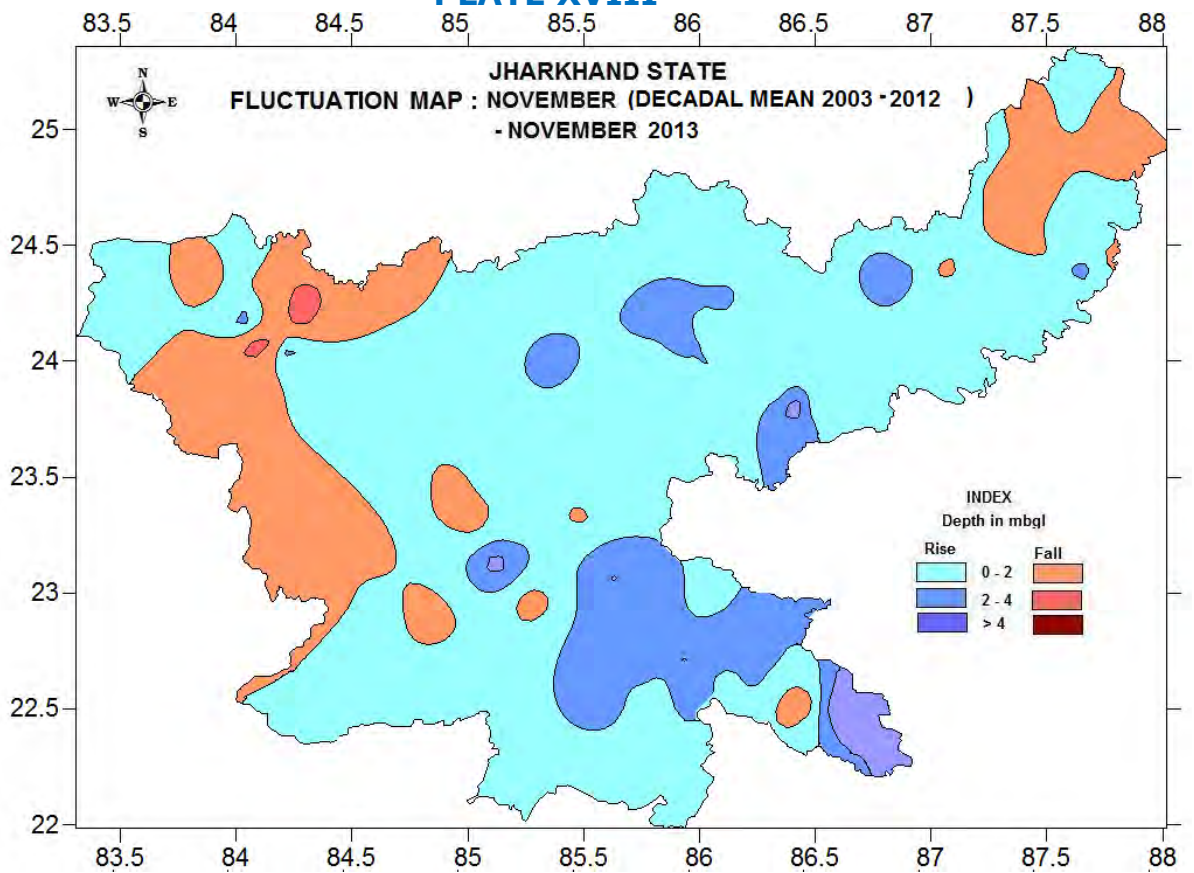 PLATE XVIII
83.5 84 84.5 85 85.5 86 86.5 87 87.5 88
JHARKHAND STATE
FLUCTUATION MAP : NOVEMBER (DECADAL MEAN 2003 - 2012 )
- NOVEMBER 2013
N
W E
S
25
24.5
24
23.5
23
22.5
22
INDEX
Depth in mbgl
Rise Fall
0 - 2
2 - 4
> 4
83.5 84 84.5 85 85.5 86 86.5 87 87.5 88